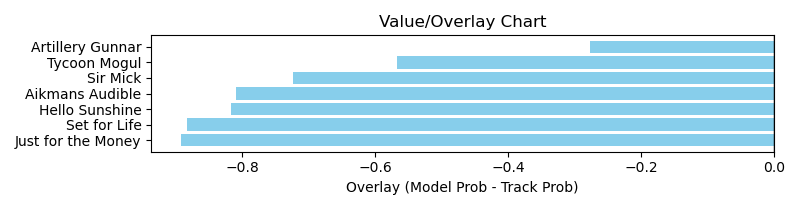 Value/Overlay Chart
Artillery Gunnar
Tycoon Mogul
Sir Mick
Aikmans Audible
Hello Sunshine
Set for Life
Just for the Money
−0.8 −0.6 −0.4 −0.2 0.0
Overlay (Model Prob - Track Prob)